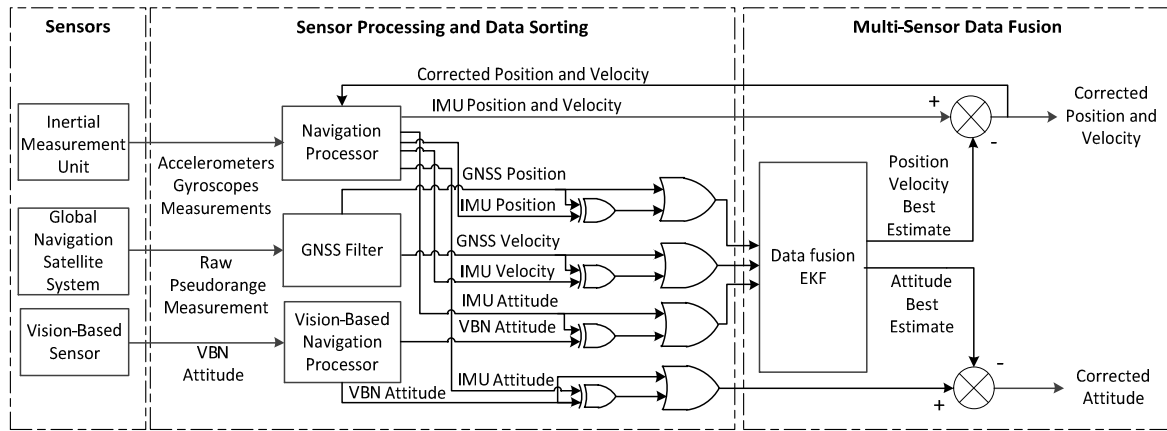 Sensors
Sensor Processing and Data Sorting
Multi-Sensor Data Fusion
Inertial
Measurement
Unit
Global
Navigation
Satellite
System
Vision-Based
Sensor
Accelerometers
Gyroscopes
Measurements
Raw
Pseudorange
Measurement
VBN
Attitude
Navigation
Processor
GNSS Filter
Vision-Based
Navigation
Processor
Corrected Position and Velocity
IMU Position and Velocity
GNSS Position
IMU Position
GNSS Velocity
IMU Velocity
IMU Attitude
VBN Attitude
IMU Attitude
VBN Attitude
Data fusion
EKF
Position
Velocity
Best
Estimate
Attitude
Best
Estimate
+
-
-
+
Corrected
Position and
Velocity
Corrected
Attitude